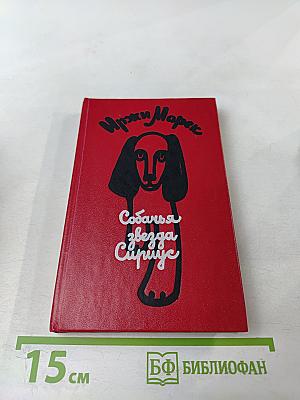 Иржи Марек
Собачья
звезда
Сириус
15 см
БФ БИБЛИОФАН